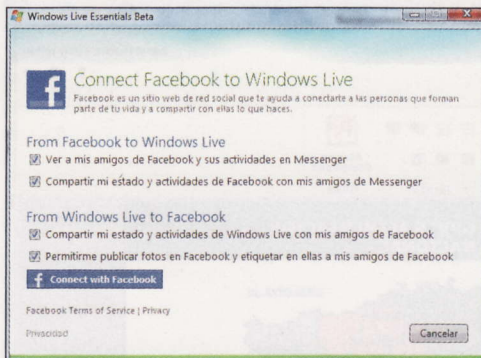 Windows Live Essentials Beta
Connect Facebook to Windows Live
Facebook es un sitio web de red social que te ayuda a conectarte a las personas que forman
parte de tu vida y a compartir con ellas lo que haces.
From Facebook to Windows Live
Ver a mis amigos de Facebook y sus actividades en Messenger
Compartir mi estado y actividades de Facebook con mis amigos de Messenger
From Windows Live to Facebook
Compartir mi estado y actividades de Windows Live con mis amigos de Facebook
Permitirme publicar fotos en Facebook y etiquetar en ellas a mis amigos de Facebook
f Connect with Facebook
Facebook Terms of Service | Privacy
Privacidad
Cancelar